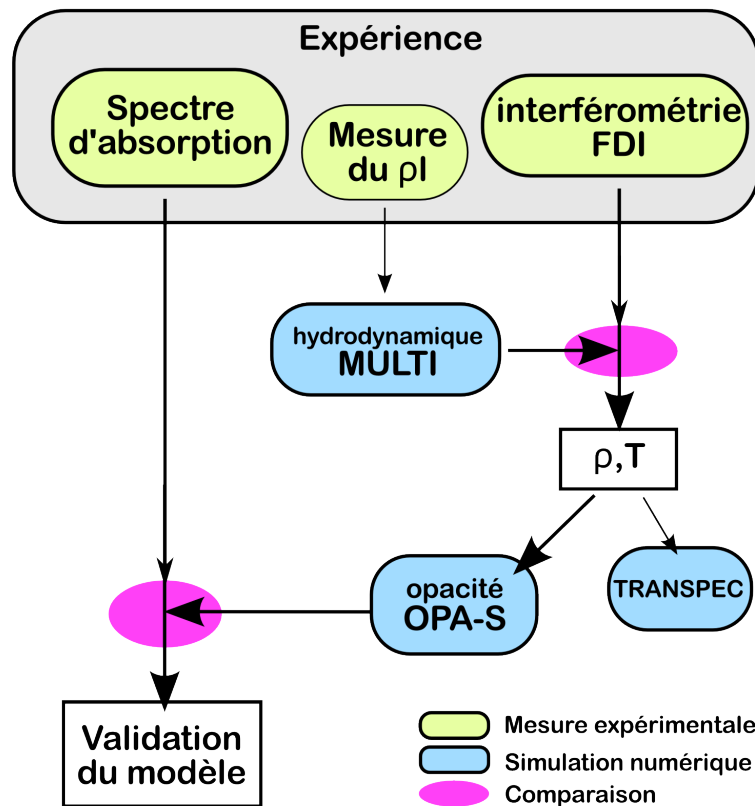 Expérience
Spectre
d'absorption
Mesure
du ρl
interférométrie
FDI
hydrodynamique
MULTI
ρ,T
opacité
OPA-S
TRANSPEC
Validation
du modèle
Mesure expérimentale
Simulation numérique
Comparaison